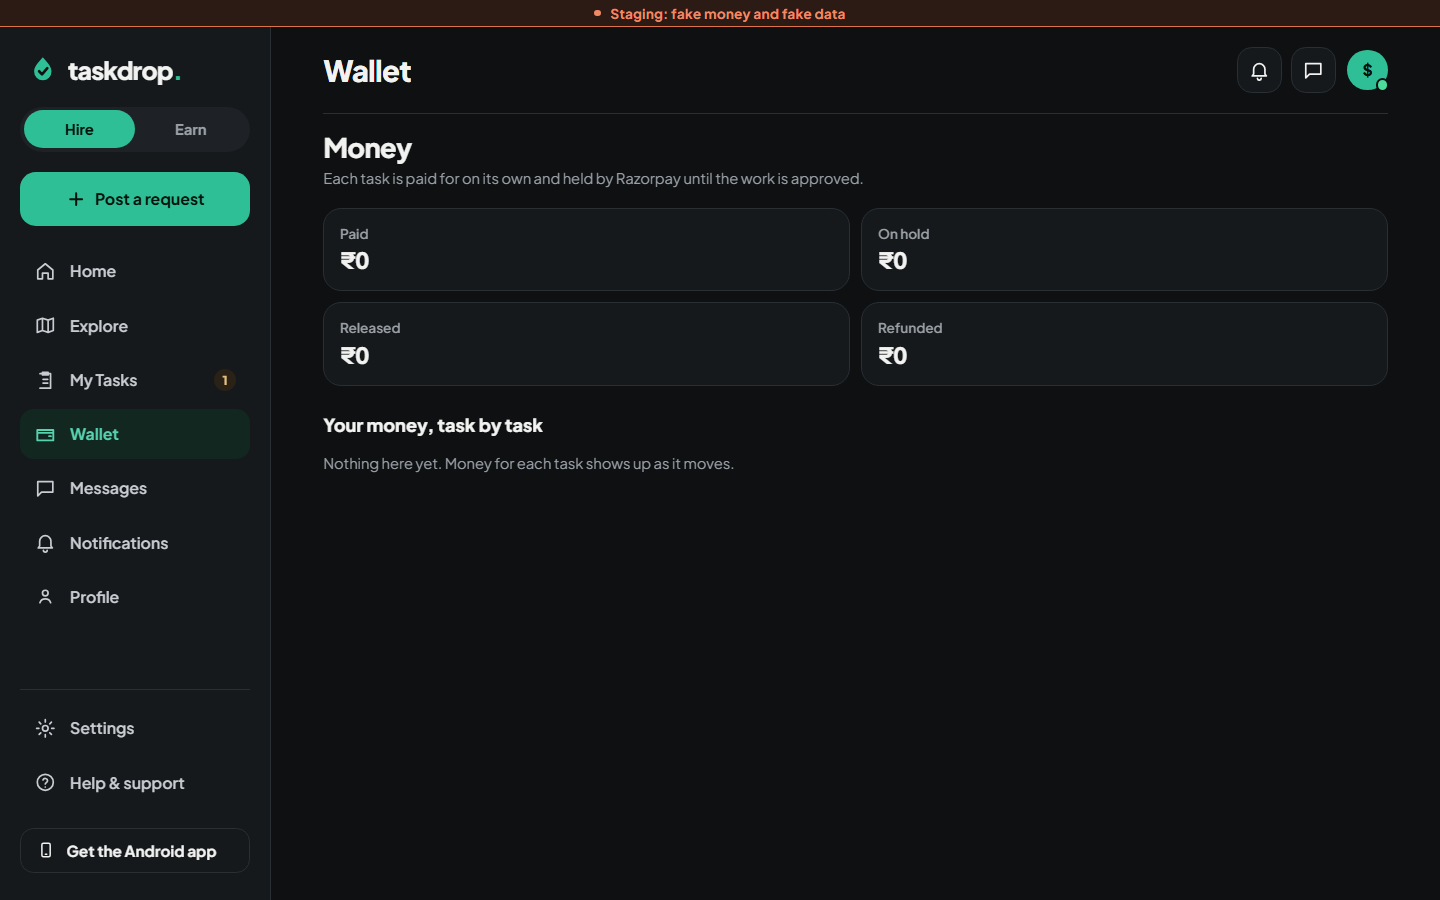 Staging: fake money and fake data
taskdrop.
Hire
Earn
Post a request
Home
Explore
My Tasks
1
Wallet
Messages
Notifications
Profile
Settings
Help & support
Get the Android app
Wallet
$
Money
Each task is paid for on its own and held by Razorpay until the work is approved.
Paid
₹0
On hold
₹0
Released
₹0
Refunded
₹0
Your money, task by task
Nothing here yet. Money for each task shows up as it moves.